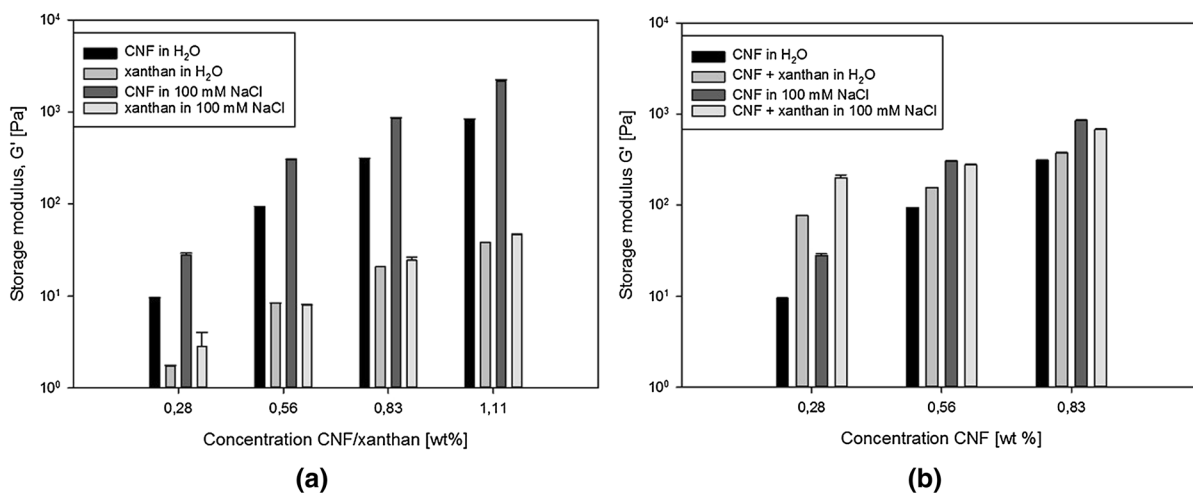 CNF in H₂O
xanthan in H₂O
CNF in 100 mM NaCl
xanthan in 100 mM NaCl
Storage modulus, G' [Pa]
10⁴
10³
10²
10¹
10⁰
0,28 0,56 0,83 1,11
Concentration CNF/xanthan [wt%]
(a)
CNF in H₂O
CNF + xanthan in H₂O
CNF in 100 mM NaCl
CNF + xanthan in 100 mM NaCl
Storage modulus G' [Pa]
10⁴
10³
10²
10¹
10⁰
0,28 0,56 0,83
Concentration CNF [wt %]
(b)